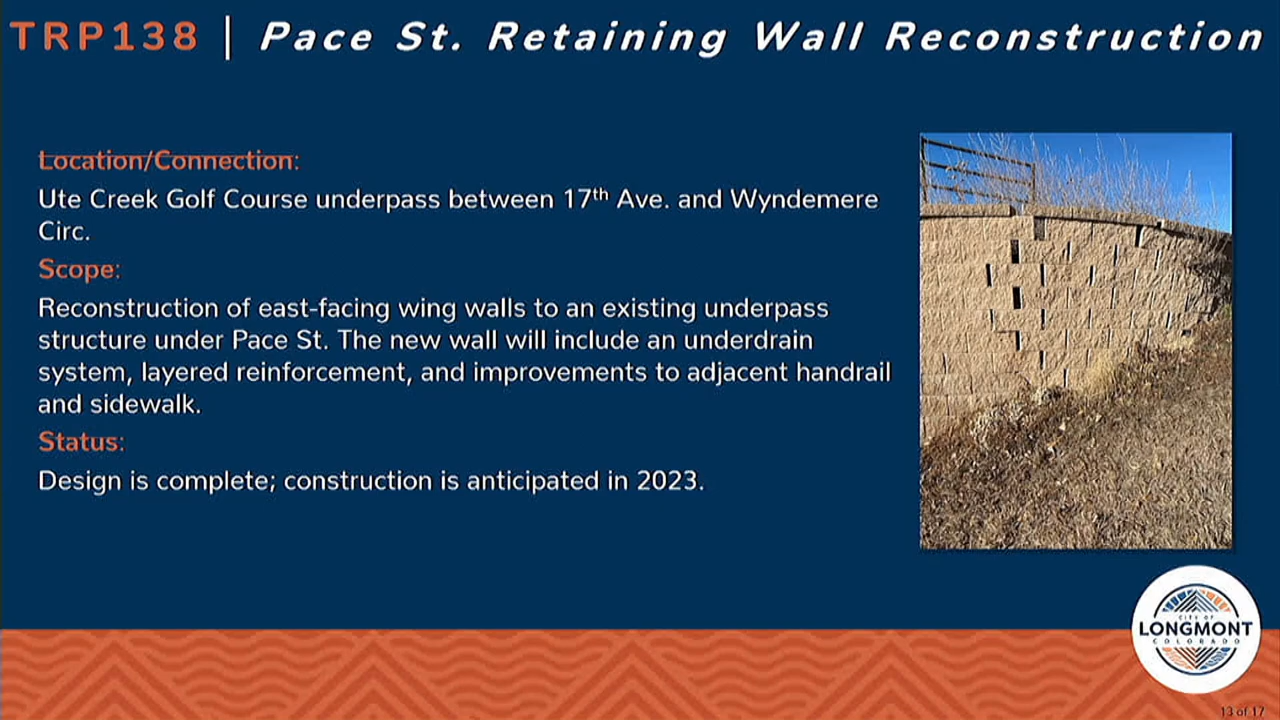 TRP138 | Pace St. Retaining Wall Reconstruction
Location/Connection:
Ute Creek Golf Course underpass between 17th Ave. and Wyndemere
Circ.
Scope:
Reconstruction of east-facing wing walls to an existing underpass
structure under Pace St. The new wall will include an underdrain
system, layered reinforcement, and improvements to adjacent handrail
and sidewalk.
Status:
Design is complete; construction is anticipated in 2023.
CITY OF
LONGMONT
COLORADO
13 of 17